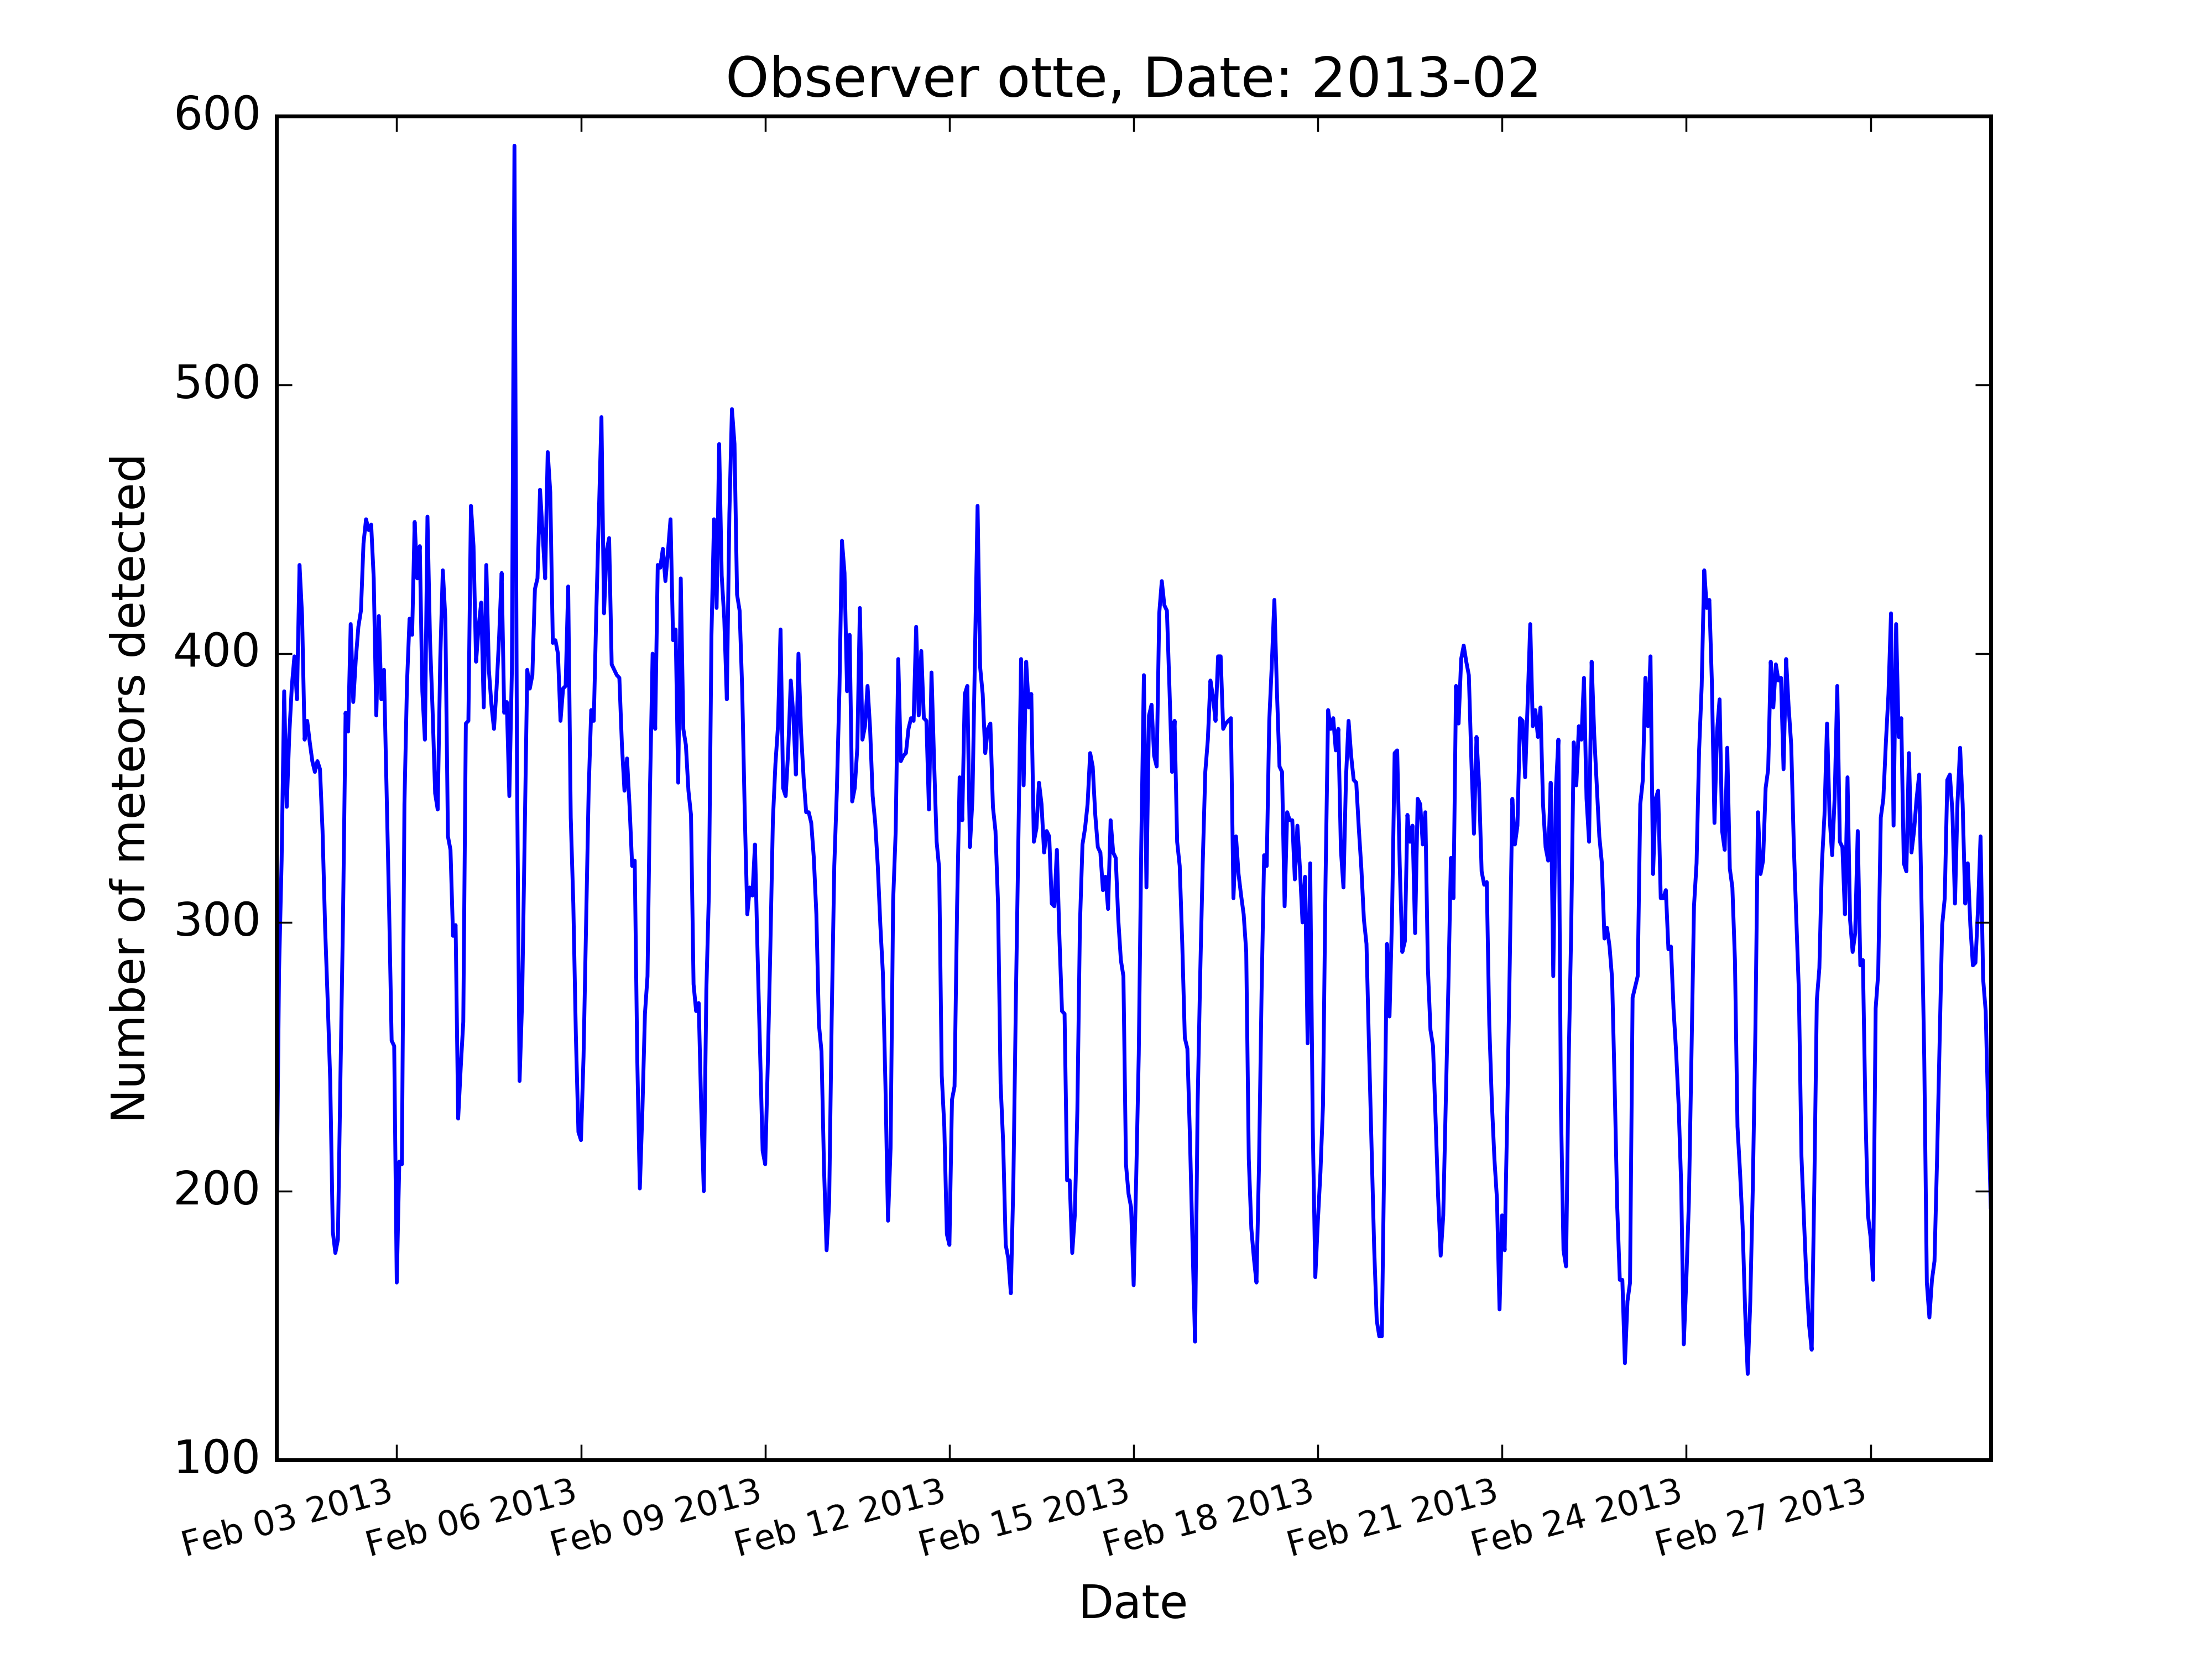 Observer otte, Date: 2013-02
600
500
400
300
200
100
Number of meteors detected
Feb 03 2013
Feb 06 2013
Feb 09 2013
Feb 12 2013
Feb 15 2013
Feb 18 2013
Feb 21 2013
Feb 24 2013
Feb 27 2013
Date